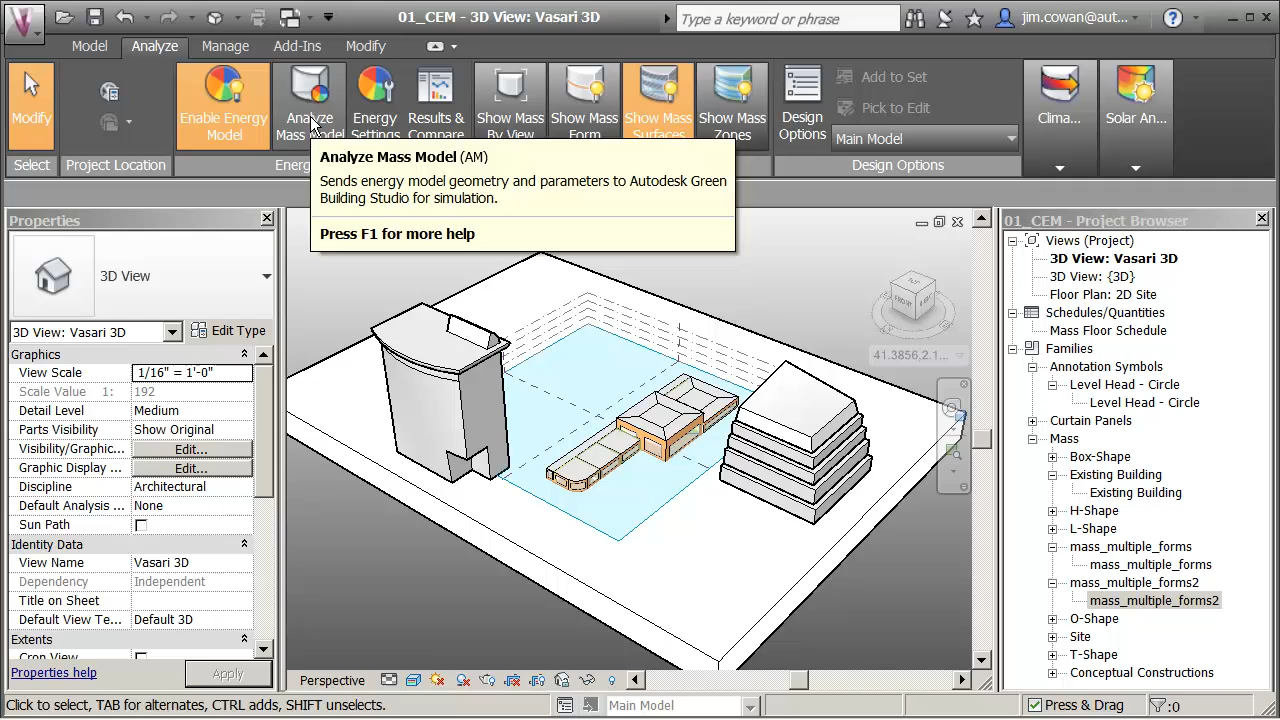 01_CEM - 3D View: Vasari 3D
Type a keyword or phrase
jim.cowan@aut...
Model
Analyze
Manage
Add-Ins
Modify
Modify
Enable Energy
Model
Analyze
Mass Model
Energy
Settings
Results &
Compare
Show Mass
By View
Show Mass
Form
Show Mass
Surfaces
Show Mass
Zones
Design
Options
Add to Set
Pick to Edit
Main Model
Clima...
Solar An...
Select
Project Location
Energ
Design Options
Analyze Mass Model (AM)
Sends energy model geometry and parameters to Autodesk Green
Building Studio for simulation.
Press F1 for more help
Properties
3D View
3D View: Vasari 3D
Edit Type
Graphics
View Scale
1/16" = 1'-0"
Scale Value 1:
192
Detail Level
Medium
Parts Visibility
Show Original
Visibility/Graphic...
Edit...
Graphic Display ...
Edit...
Discipline
Architectural
Default Analysis ...
None
Sun Path
Identity Data
View Name
Vasari 3D
Dependency
Independent
Title on Sheet
Default View Te...
Default 3D
Extents
Crop View
Properties help
Apply
FRONT
41.3856,2.1...
Perspective
01_CEM - Project Browser
Views (Project)
3D View: Vasari 3D
3D View: {3D}
Floor Plan: 2D Site
Schedules/Quantities
Mass Floor Schedule
Families
Annotation Symbols
Level Head - Circle
Level Head - Circle
Curtain Panels
Mass
Box-Shape
Existing Building
Existing Building
H-Shape
L-Shape
mass_multiple_forms
mass_multiple_forms
mass_multiple_forms2
mass_multiple_forms2
O-Shape
Site
T-Shape
Conceptual Constructions
Click to select, TAB for alternates, CTRL adds, SHIFT unselects.
Main Model
Press & Drag
:0